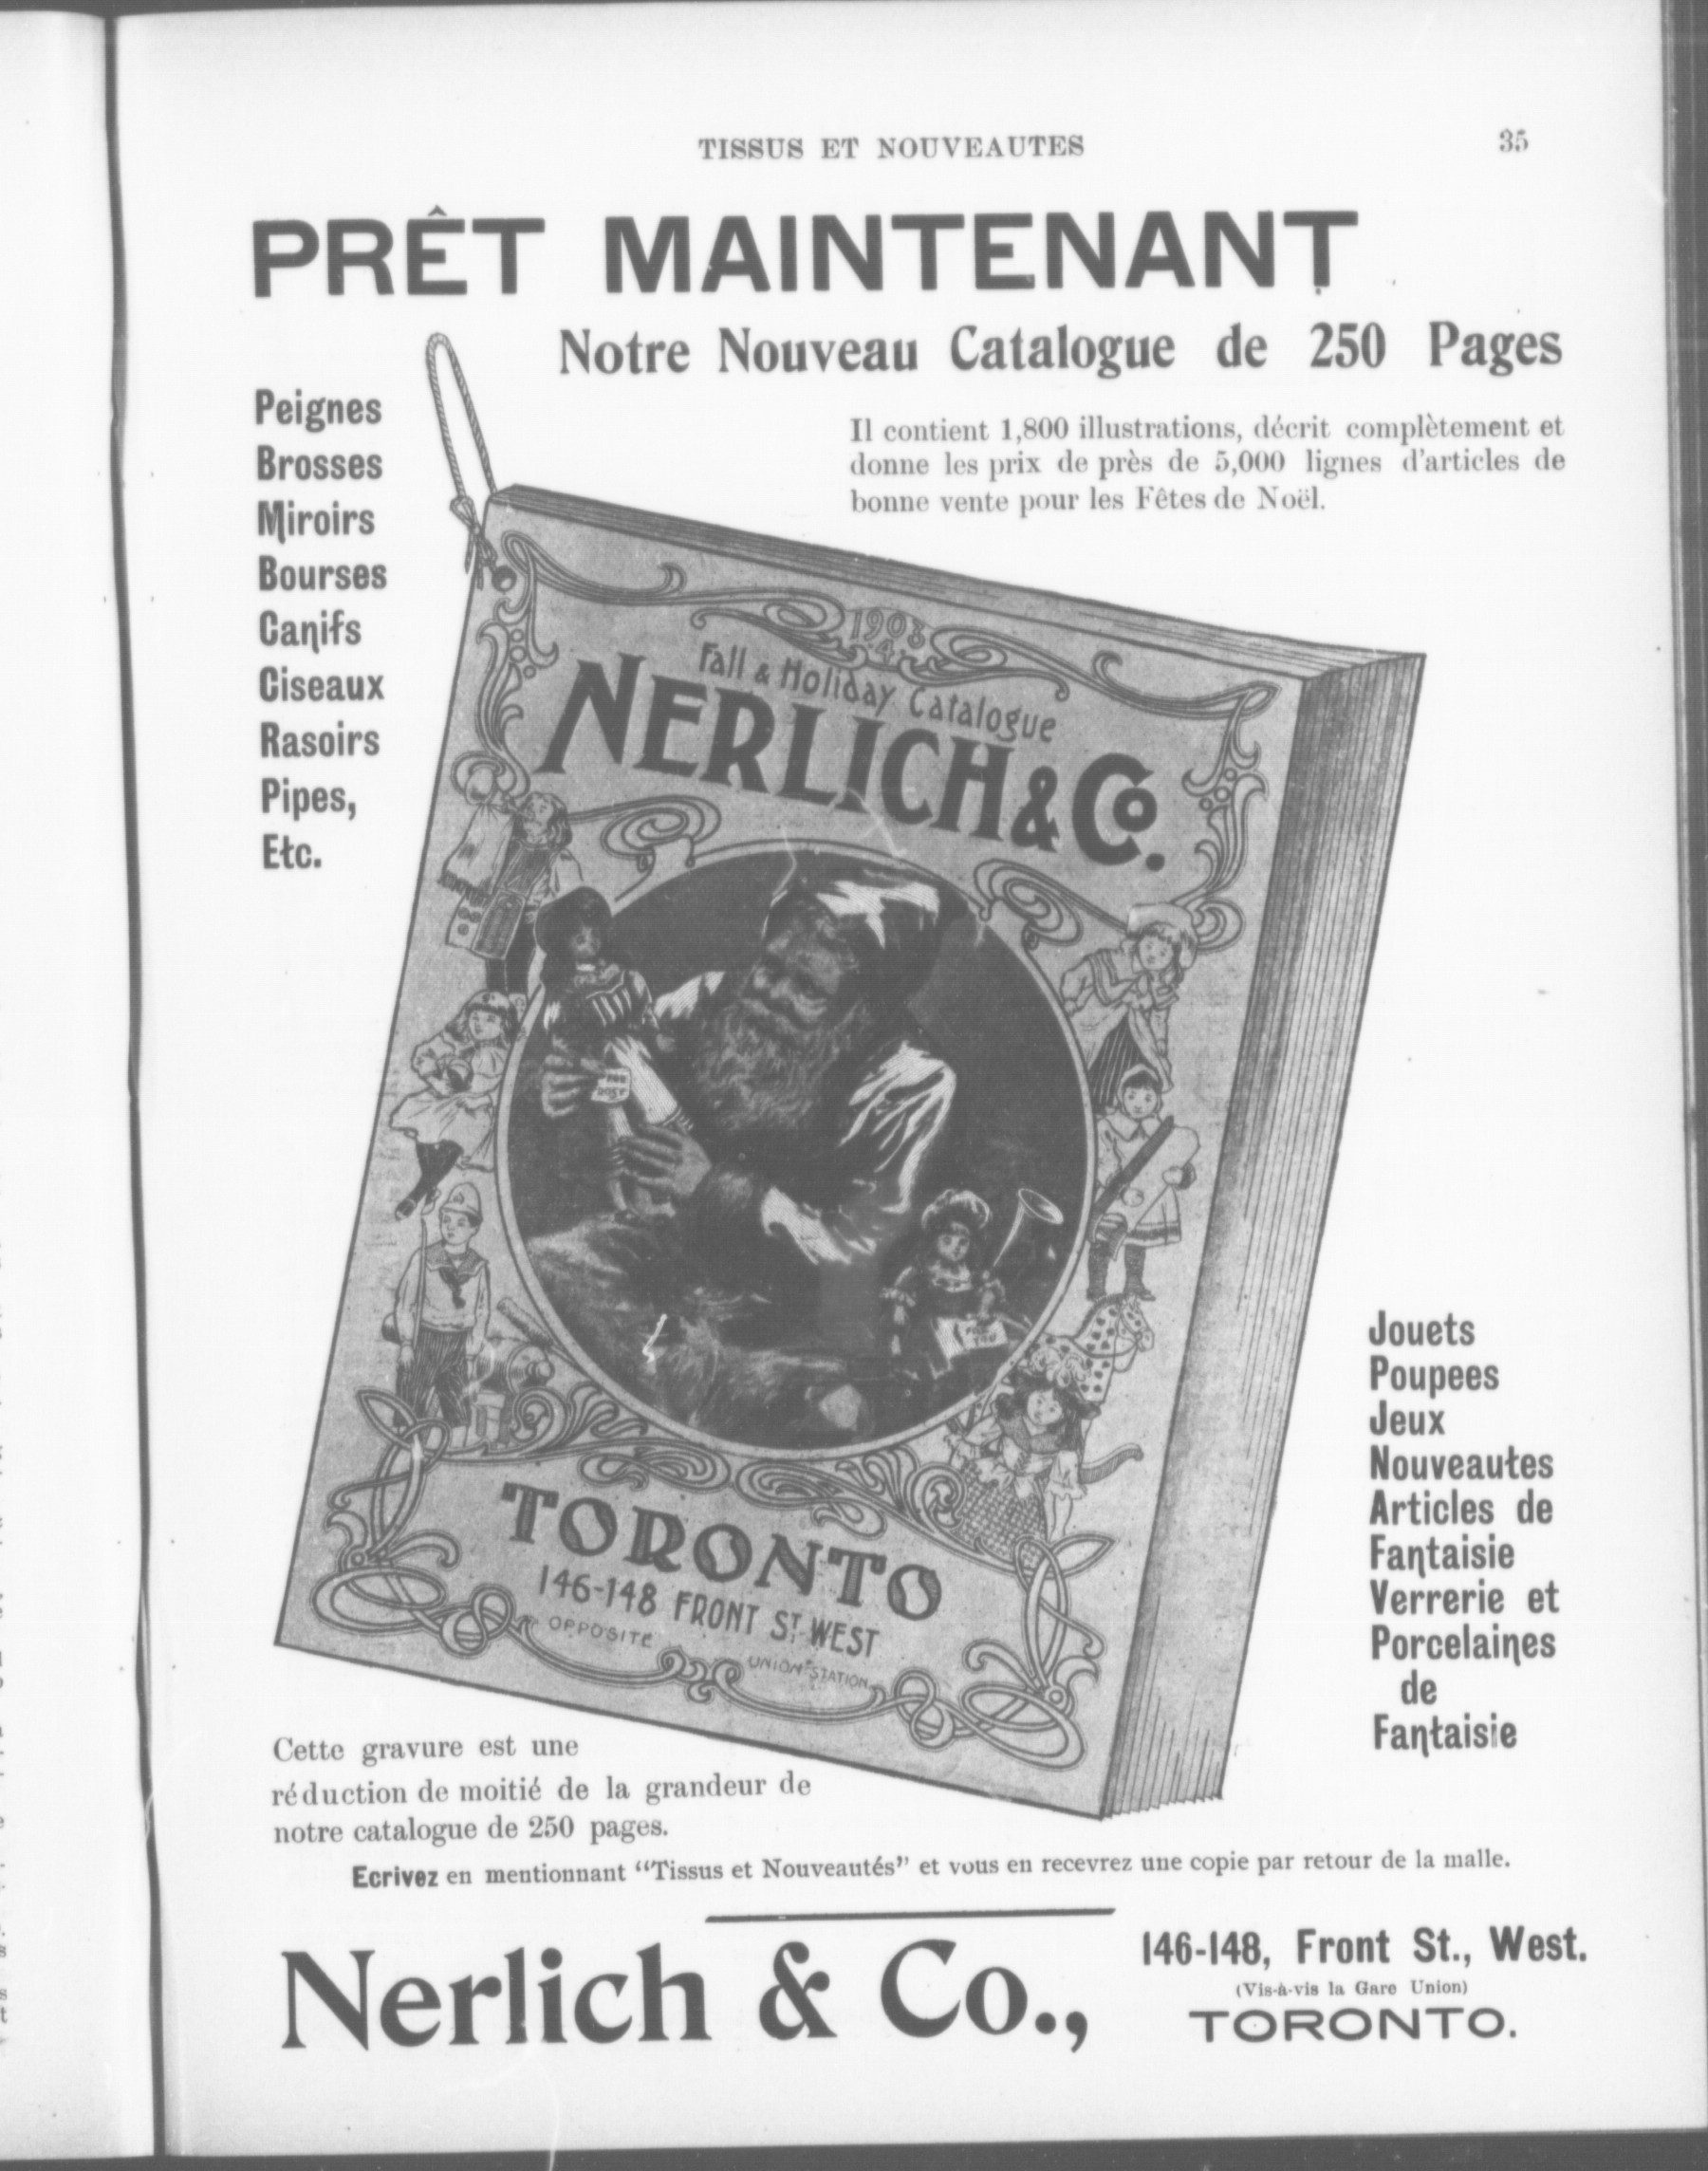 TISSUS ET NOUVEAUTES
35
PRÊT MAINTENANT
Notre Nouveau Catalogue de 250 Pages
Peignes
Brosses
Miroirs
Bourses
Canifs
Ciseaux
Rasoirs
Pipes,
Etc.
Il contient 1,800 illustrations, décrit complètement et
donne les prix de près de 5,000 lignes d'articles de
bonne vente pour les Fêtes de Noël.
1903
4
Fall & Holiday Catalogue
NERLICH & Co.
FOR
YOU
TORONTO
146-148 FRONT ST. WEST
OPPOSITE
UNION STATION
Jouets
Poupees
Jeux
Nouveautes
Articles de
Fantaisie
Verrerie et
Porcelaines
de
Fantaisie
Cette gravure est une
réduction de moitié de la grandeur de
notre catalogue de 250 pages.
Ecrivez en mentionnant “Tissus et Nouveautés” et vous en recevrez une copie par retour de la malle.
Nerlich & Co.,
146-148, Front St., West.
(Vis-à-vis la Gare Union)
TORONTO.